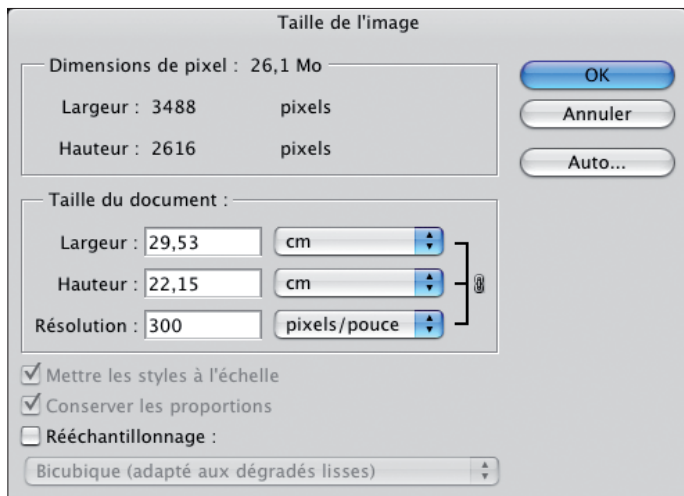 Taille de l'image
Dimensions de pixel : 26,1 Mo
Largeur : 3488 pixels
Hauteur : 2616 pixels
OK
Annuler
Auto...
Taille du document :
Largeur : 29,53 cm
Hauteur : 22,15 cm
Résolution : 300 pixels/pouce
Mettre les styles à l'échelle
Conserver les proportions
Rééchantillonnage :
Bicubique (adapté aux dégradés lisses)